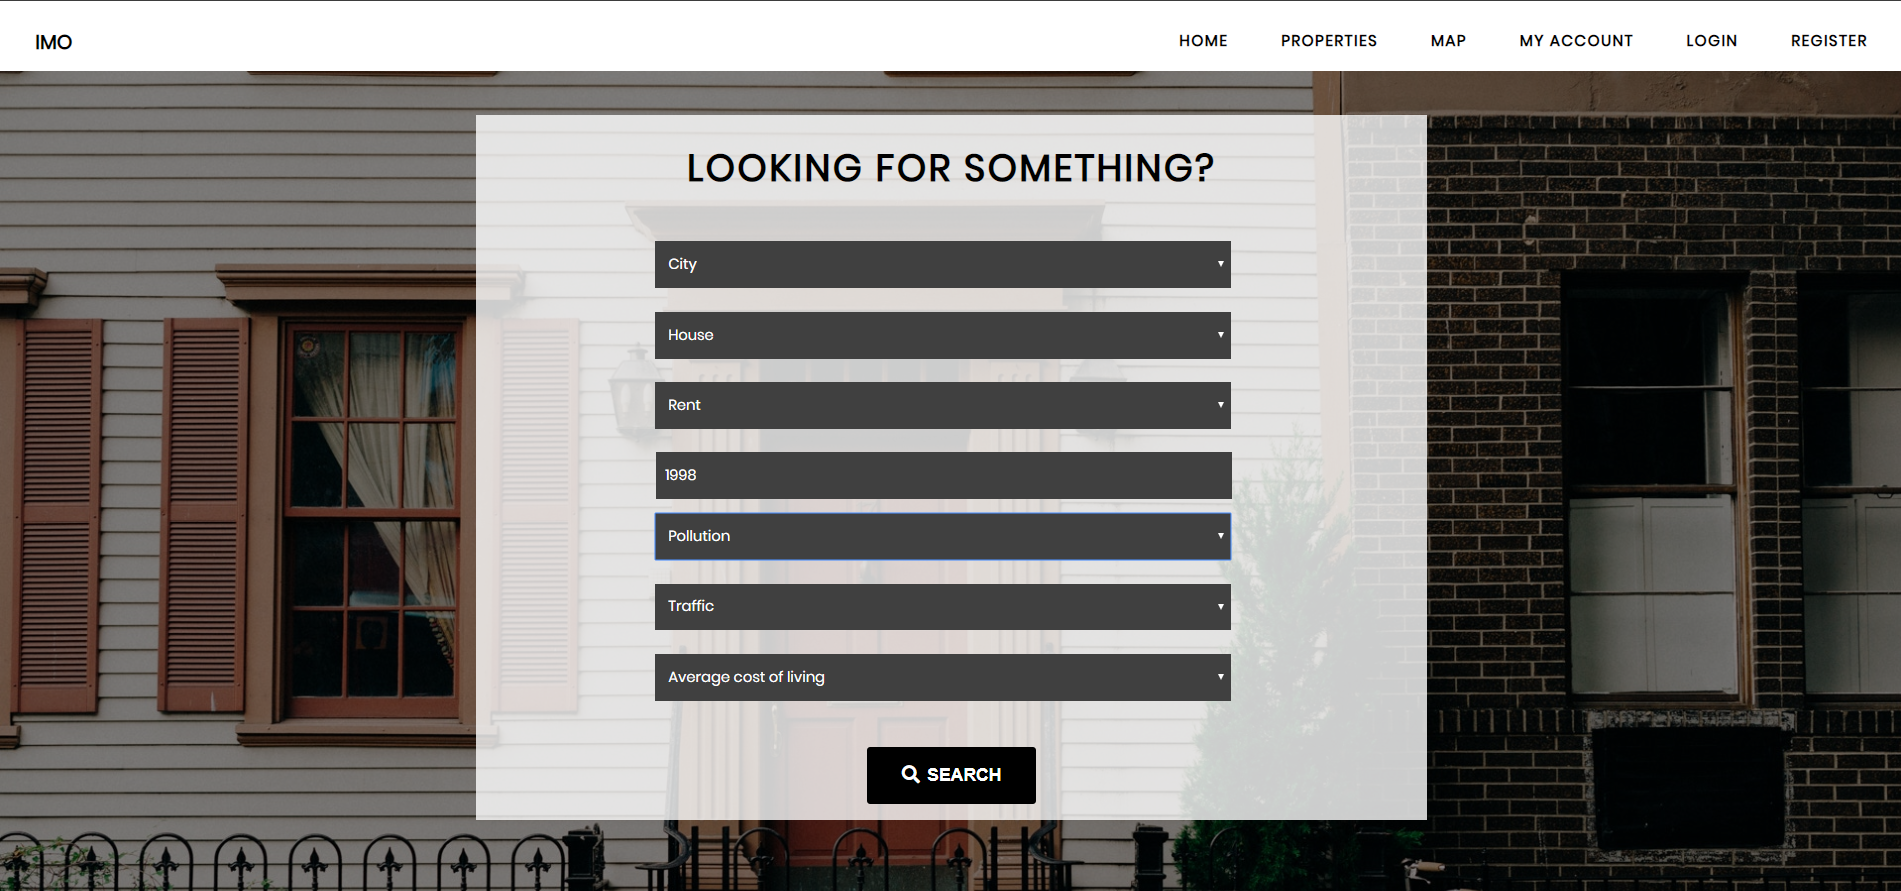 IMO
HOME PROPERTIES MAP MY ACCOUNT LOGIN REGISTER
LOOKING FOR SOMETHING?
City
House
Rent
1998
Pollution
Traffic
Average cost of living
SEARCH